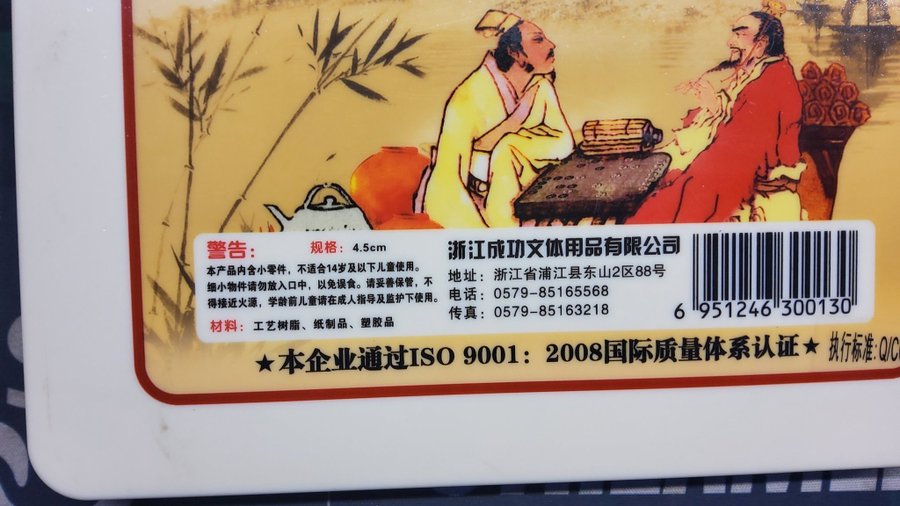 警告： 规格：4.5cm
本产品内含小零件，不适合14岁及以下儿童使用。
细小物件请勿放入口中，以免误食。请妥善保管，不
得接近火源，学龄前儿童请在成人指导及监护下使用。
材料：工艺树脂、纸制品、塑胶品
浙江成功文体用品有限公司
地址：浙江省浦江县东山2区88号
电话：0579-85165568
传真：0579-85163218
6 951246 300130
★本企业通过ISO 9001：2008国际质量体系认证★ 执行标准:Q/C